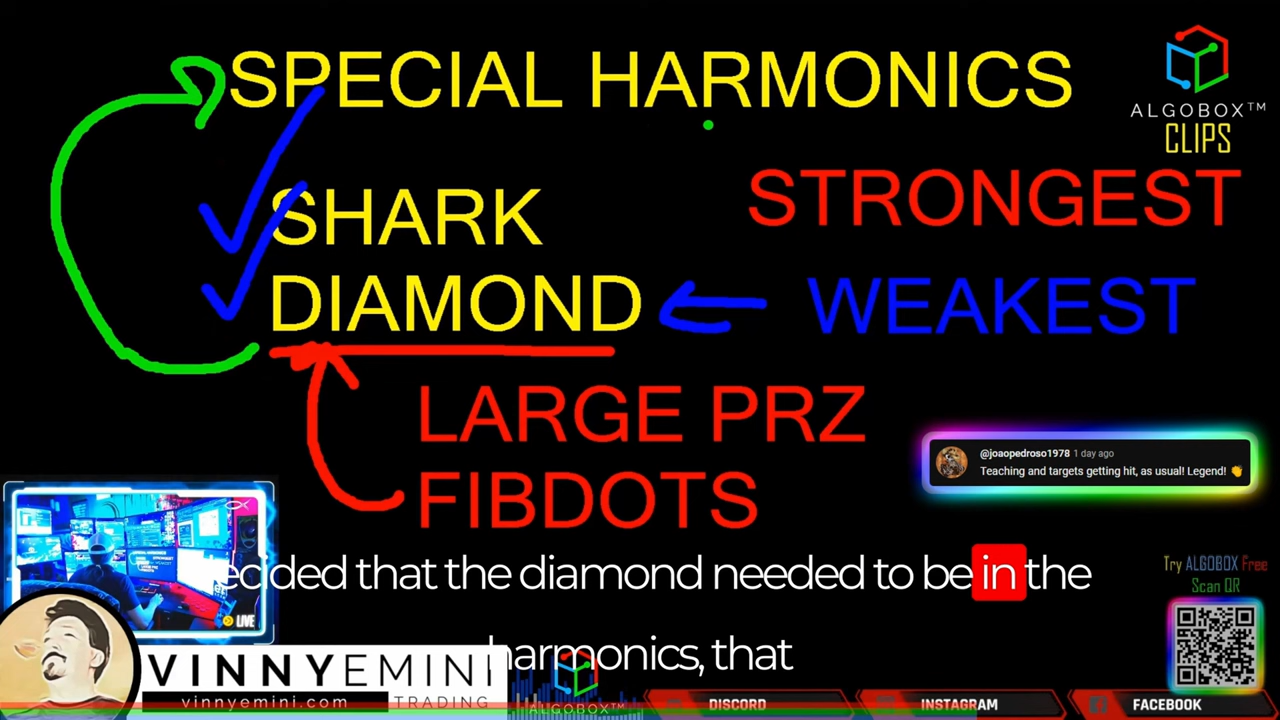 SPECIAL HARMONICS
ALGOBOX™
CLIPS
SHARK
STRONGEST
DIAMOND
WEAKEST
LARGE PRZ
FIBDOTS
@joaopedroso1978 1 day ago
Teaching and targets getting hit, as usual! Legend! 👏
ecided that the diamond needed to be in the
harmonics, that
LIVE
Try ALGOBOX Free
Scan QR
VINNYEMINI
vinnyemini.com TRADING
ALGOBOX™
DISCORD
INSTAGRAM
FACEBOOK